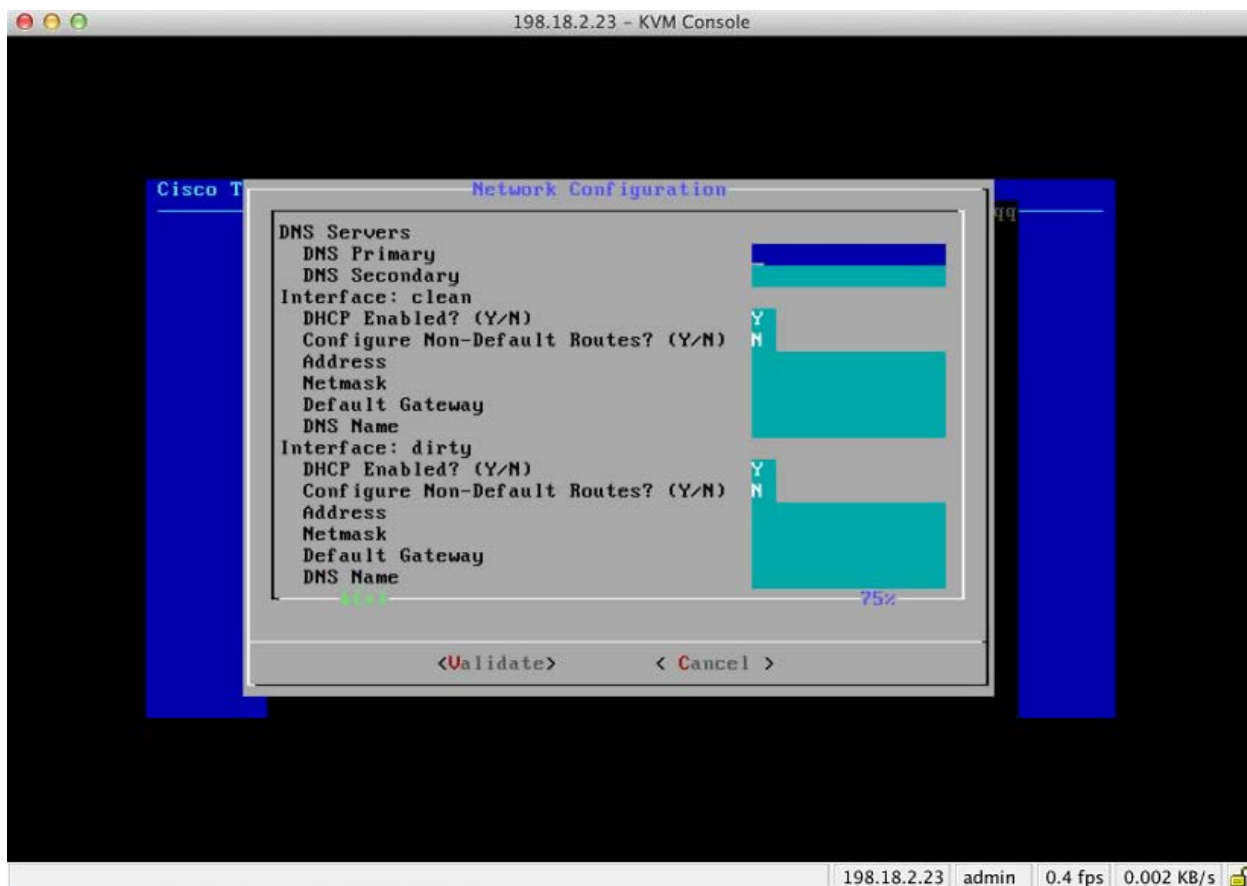 198.18.2.23 – KVM Console
Cisco T
Network Configuration
qq
DNS Servers
DNS Primary
DNS Secondary
Interface: clean
DHCP Enabled? (Y/N) Y
Configure Non-Default Routes? (Y/N) N
Address
Netmask
Default Gateway
DNS Name
Interface: dirty
DHCP Enabled? (Y/N) Y
Configure Non-Default Routes? (Y/N) N
Address
Netmask
Default Gateway
DNS Name
75%
<Validate> < Cancel >
198.18.2.23 admin 0.4 fps 0.002 KB/s